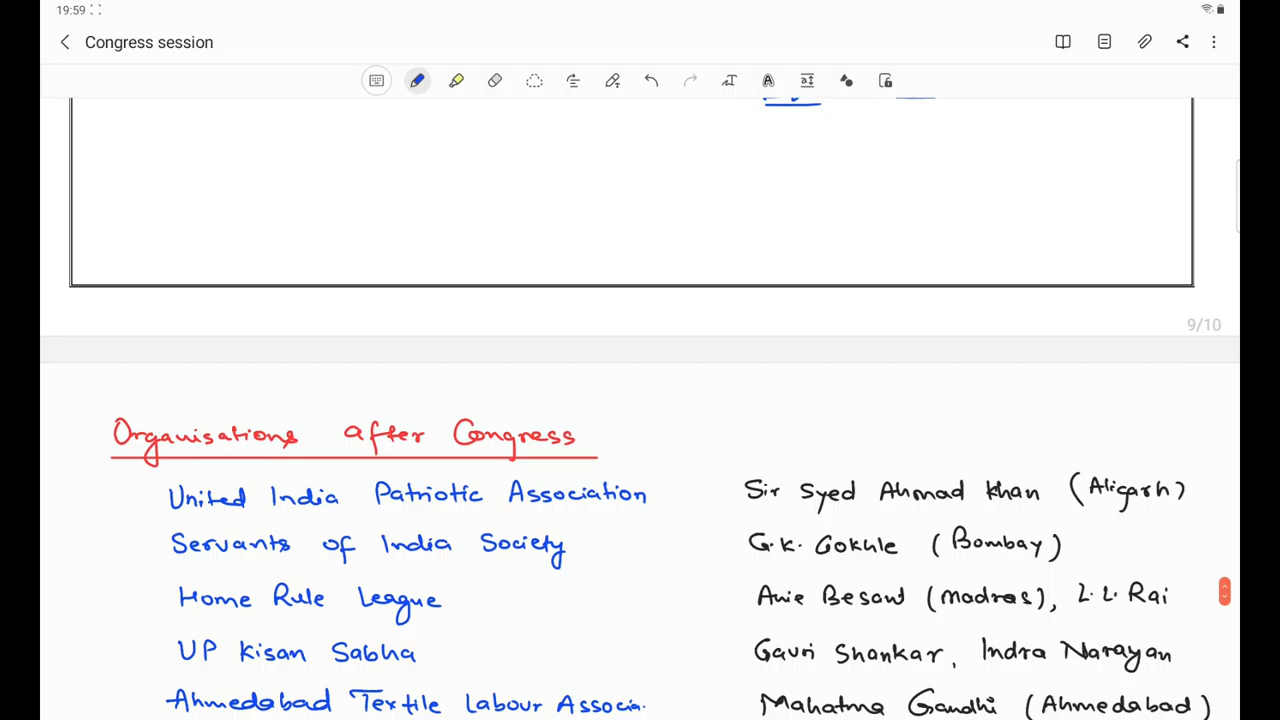 19:59
Congress session
9/10
Organisations after Congress
United India Patriotic Association Sir Syed Ahmad Khan (Aligarh)
Servants of India Society G.K. Gokhle (Bombay)
Home Rule League Anie Besant (Madras), L.L. Rai
UP Kisan Sabha Gauri Shankar, Indra Narayan
Ahmedabad Textile Labour Associa. Mahatma Gandhi (Ahmedabad)